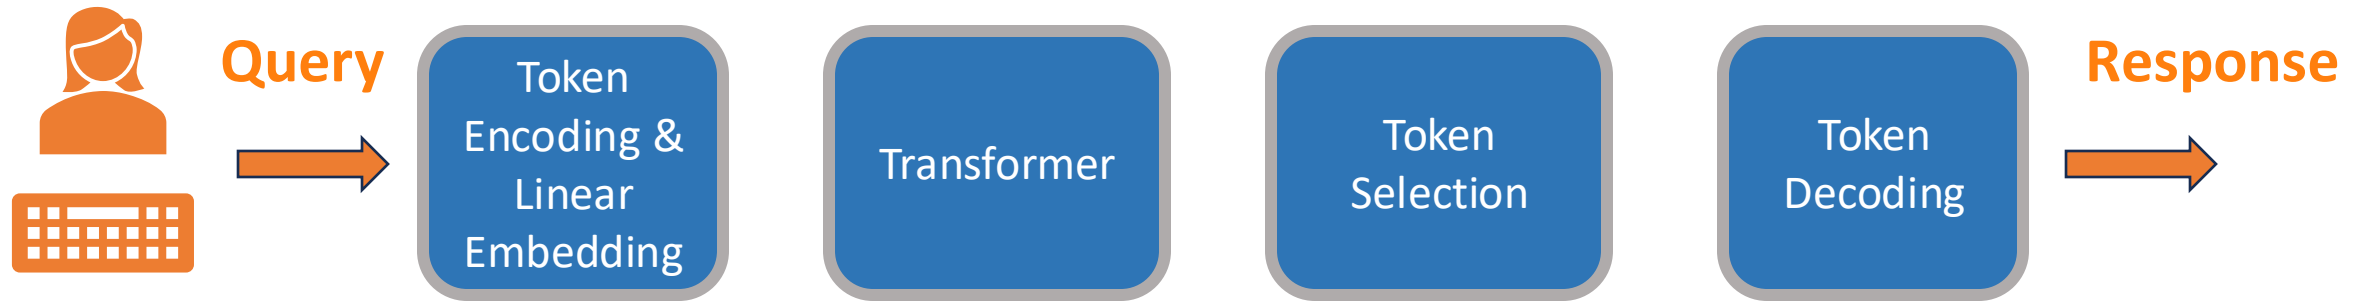 Query
Token
Encoding &
Linear
Embedding
Transformer
Token
Selection
Token
Decoding
Response